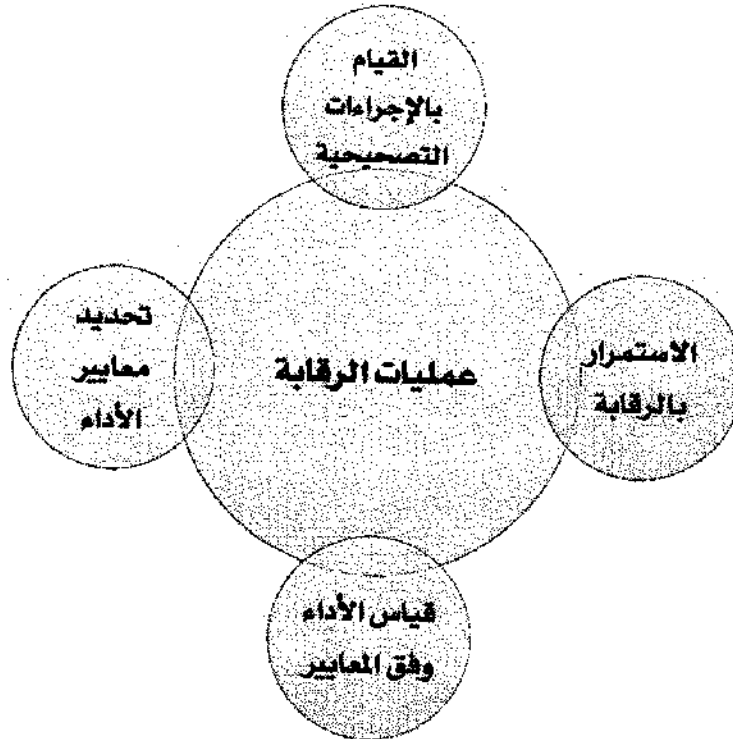 القيام
بالإجراءات
التصحيحية
تحديد
معايير
الأداء
عمليات الرقابة
الاستمرار
بالرقابة
قياس الأداء
وفق المعايير